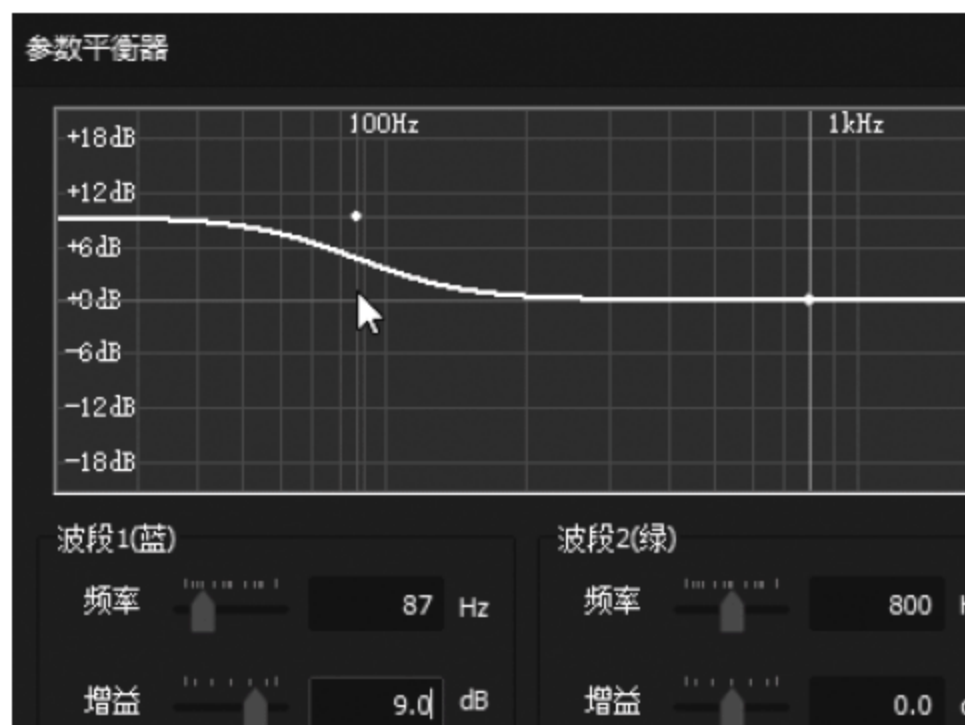 参数平衡器
100Hz 1kHz
+18dB
+12dB
+6dB
+0dB
-6dB
-12dB
-18dB
波段1(蓝) 波段2(绿)
频率 87 Hz 频率 800
增益 9.0 dB 增益 0.0